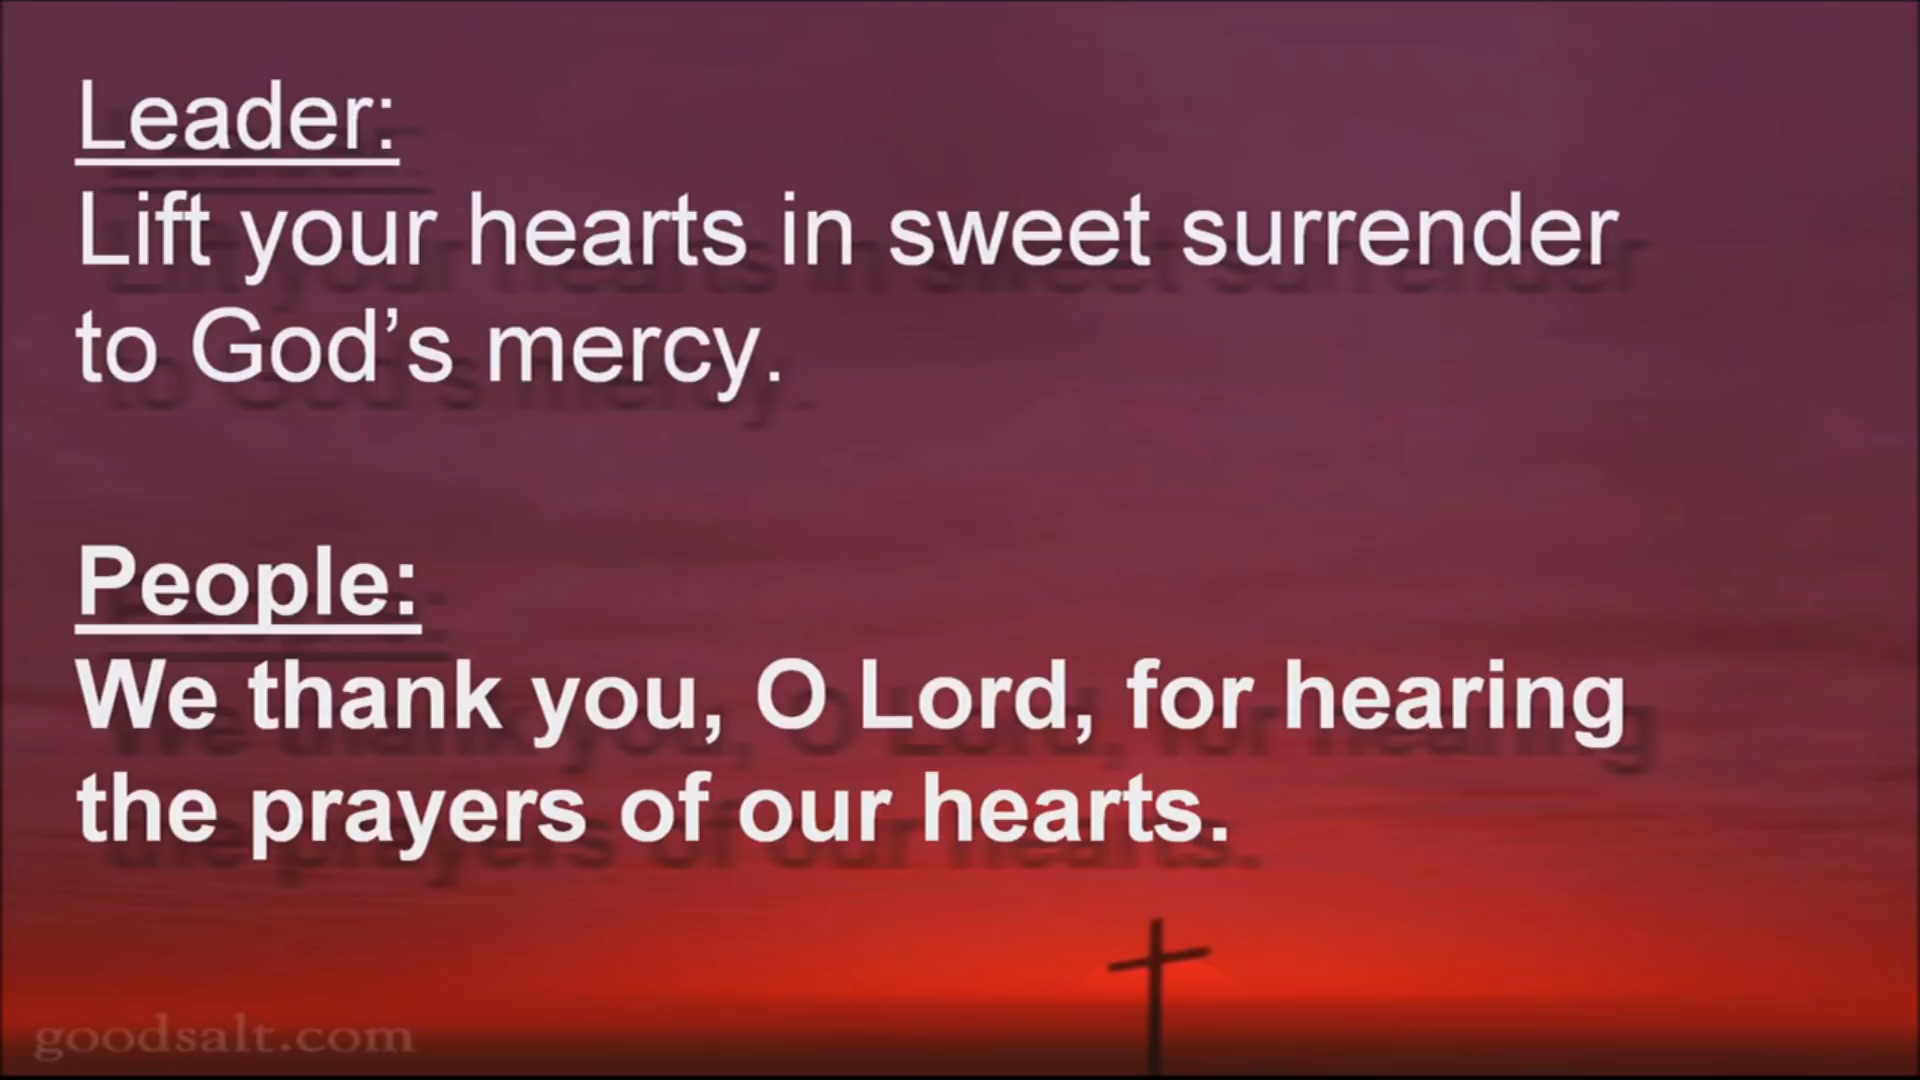 Leader:
Lift your hearts in sweet surrender
to God’s mercy.
People:
We thank you, O Lord, for hearing
the prayers of our hearts.
goodsalt.com